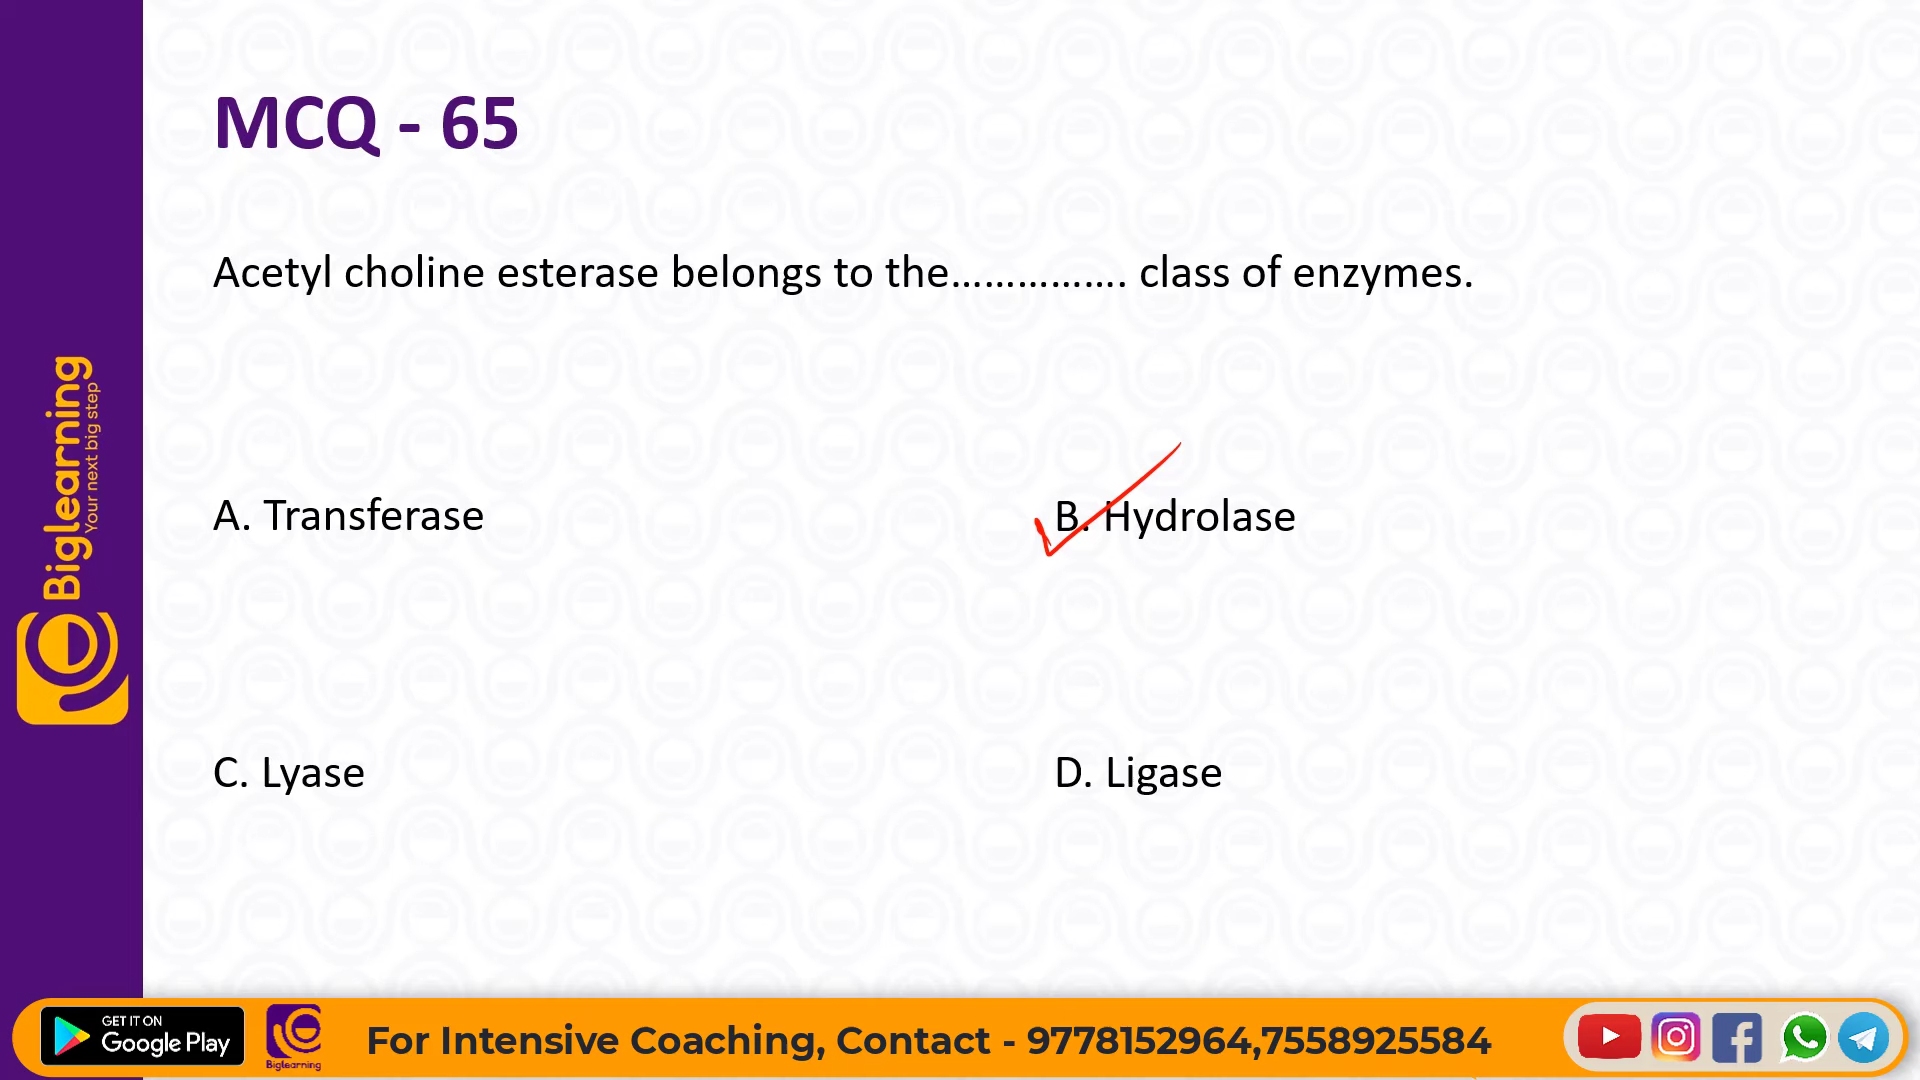 MCQ - 65
Acetyl choline esterase belongs to the................ class of enzymes.
A. Transferase
B. Hydrolase
C. Lyase
D. Ligase
Biglearning
Your next big step
GET IT ON
Google Play
Biglearning
For Intensive Coaching, Contact - 9778152964,7558925584